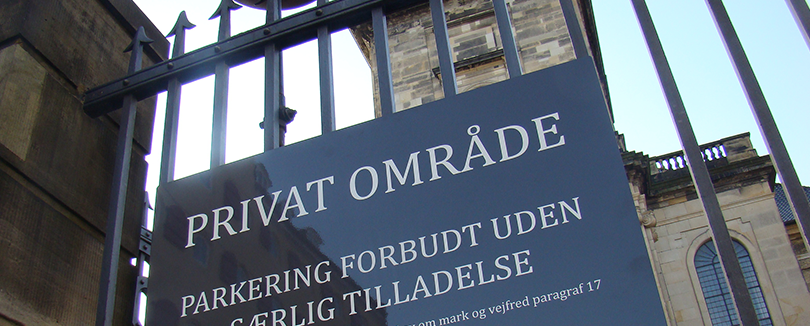 PRIVAT OMRÅDE
PARKERING FORBUDT UDEN
SÆRLIG TILLADELSE
om mark og vejfred paragraf 17